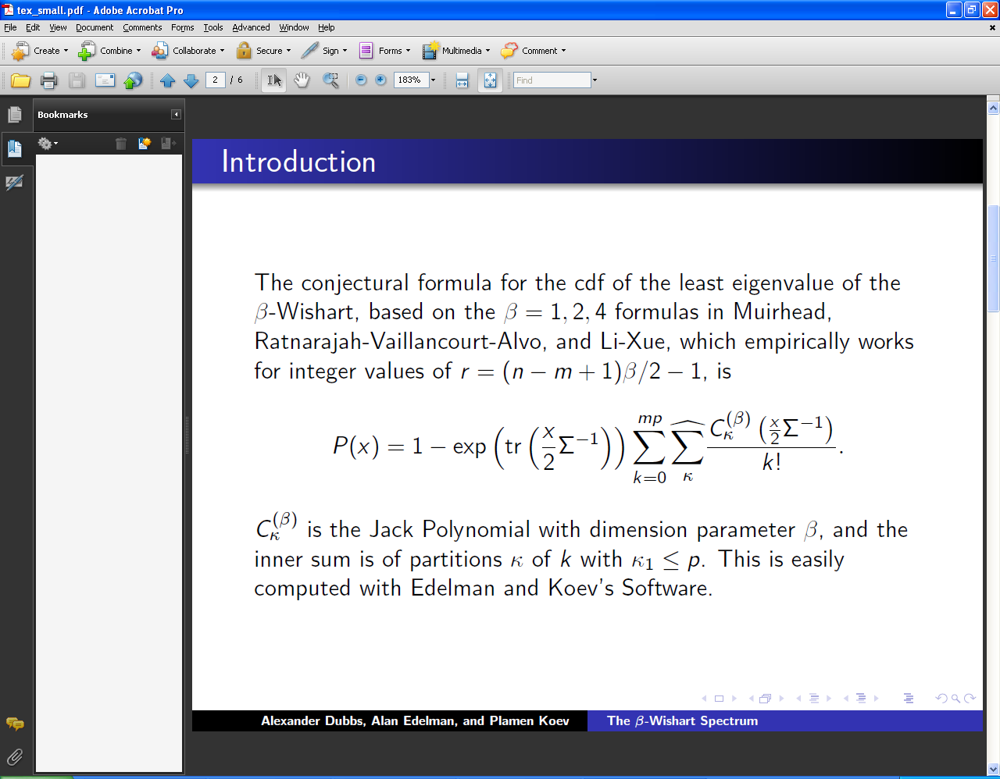 tex_small.pdf - Adobe Acrobat Pro
File Edit View Document Comments Forms Tools Advanced Window Help
Create Combine Collaborate Secure Sign Forms Multimedia Comment
2 / 6 183% Find
Bookmarks
Introduction
The conjectural formula for the cdf of the least eigenvalue of the
β-Wishart, based on the β = 1, 2, 4 formulas in Muirhead,
Ratnarajah-Vaillancourt-Alvo, and Li-Xue, which empirically works
for integer values of r = (n − m + 1)β/2 − 1, is
P(x) = 1 − exp(tr(x/2 Σ⁻¹)) ∑_{k=0}^{mp} \widehat{∑}_κ C_κ^{(β)}(x/2 Σ⁻¹) / k!.
C_κ^{(β)} is the Jack Polynomial with dimension parameter β, and the
inner sum is of partitions κ of k with κ₁ ≤ p. This is easily
computed with Edelman and Koev's Software.
Alexander Dubbs, Alan Edelman, and Plamen Koev The β-Wishart Spectrum